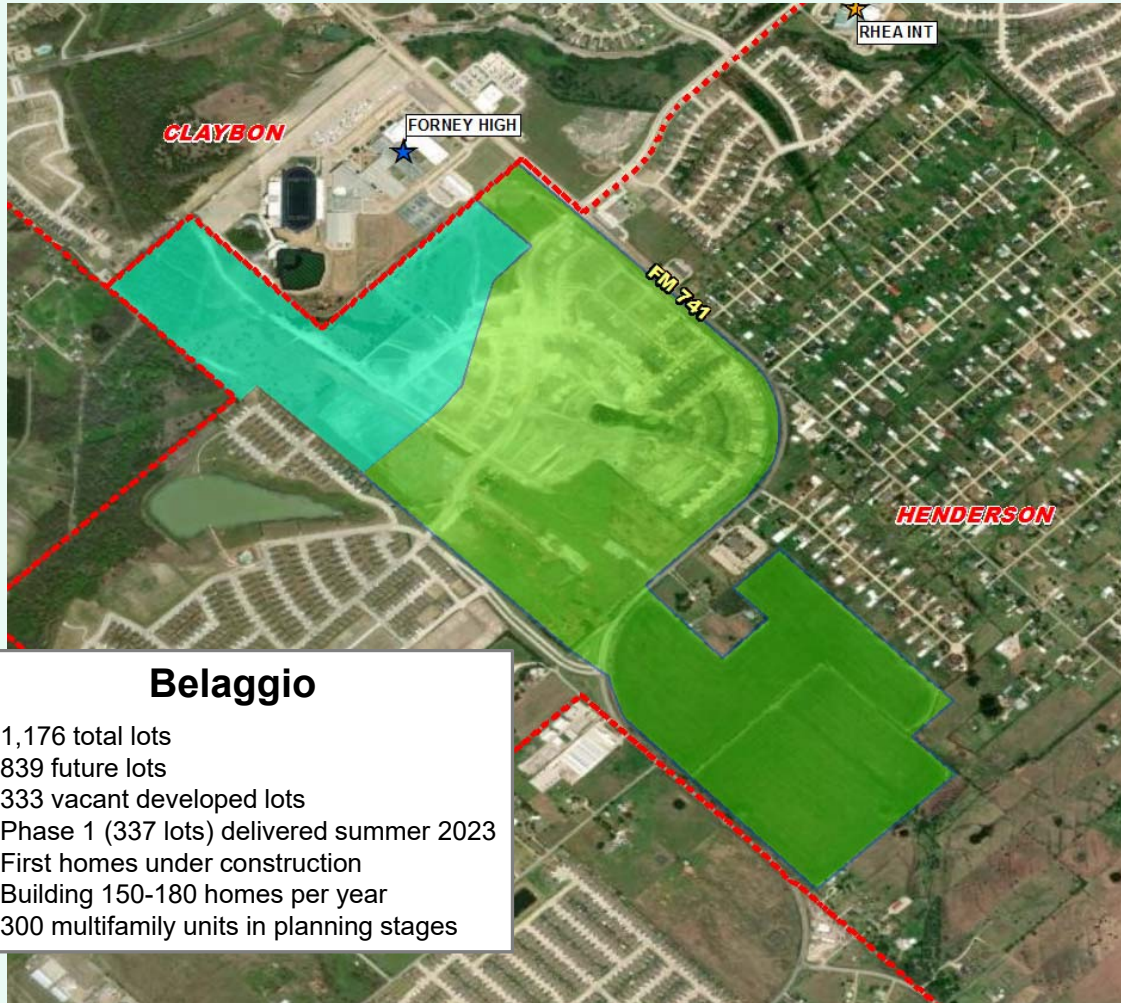 RHEA INT
FORNEY HIGH
CLAYBON
FM 741
HENDERSON
Belaggio
1,176 total lots
839 future lots
333 vacant developed lots
Phase 1 (337 lots) delivered summer 2023
First homes under construction
Building 150-180 homes per year
300 multifamily units in planning stages